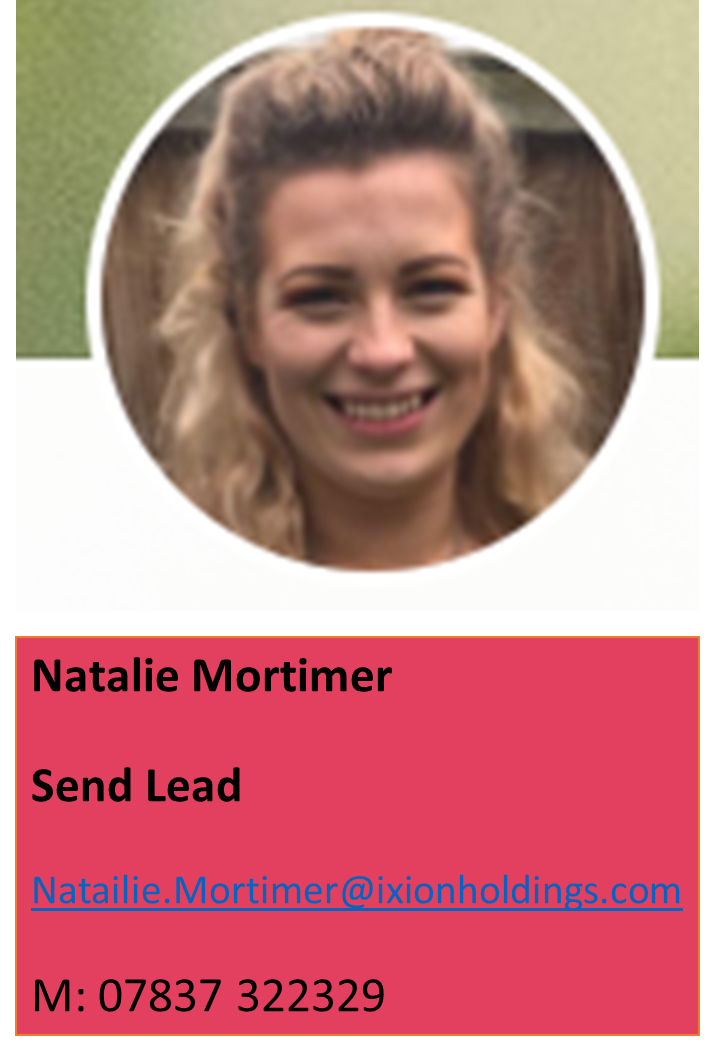 Natalie Mortimer
Send Lead
Natailie.Mortimer@ixionholdings.com
M: 07837 322329